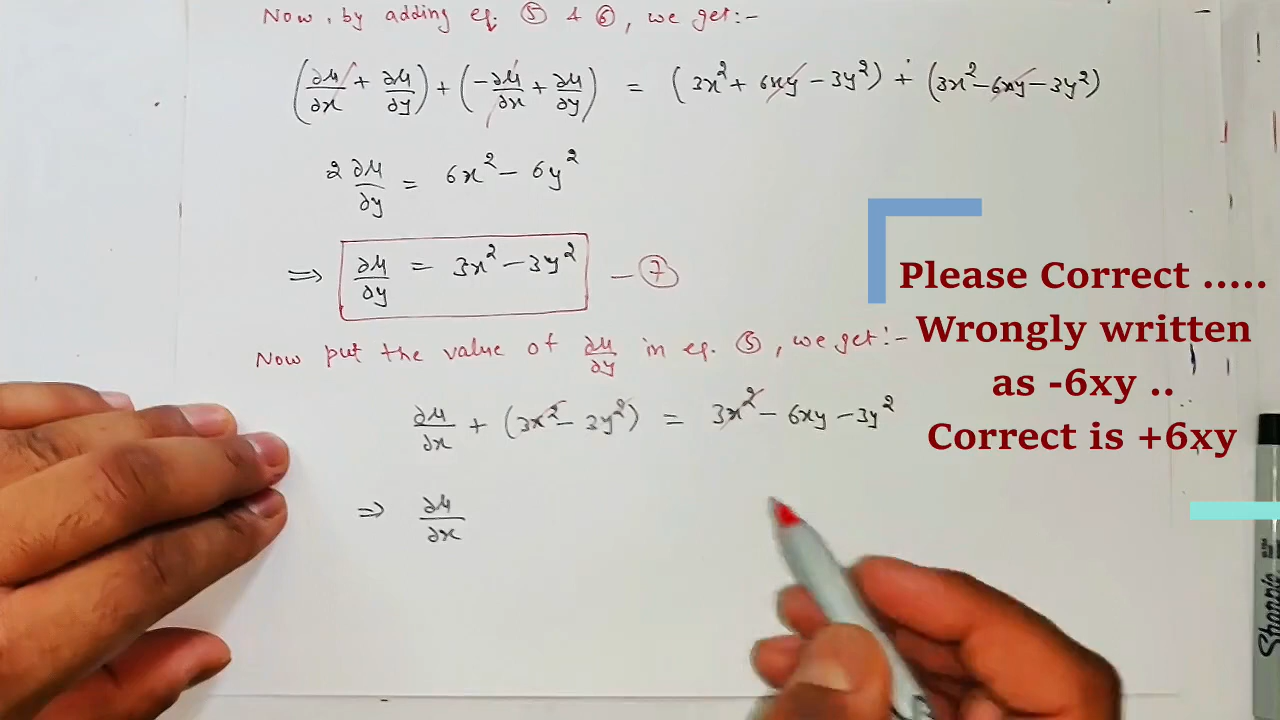 Now, by adding eq. ⑤ & ⑥, we get:-
(∂u/∂x + ∂u/∂y) + (-∂u/∂x + ∂u/∂y) = (3x² + 6xy - 3y²) + (3x² - 6xy - 3y²)
2 ∂u/∂y = 6x² - 6y²
⇒ ∂u/∂y = 3x² - 3y² - ⑦
Now put the value of ∂u/∂y in eq. ⑤, we get:-
∂u/∂x + (3x² - 3y²) = 3x² - 6xy - 3y²
⇒ ∂u/∂x
Please Correct .....
Wrongly written
as -6xy ..
Correct is +6xy
Sharpie